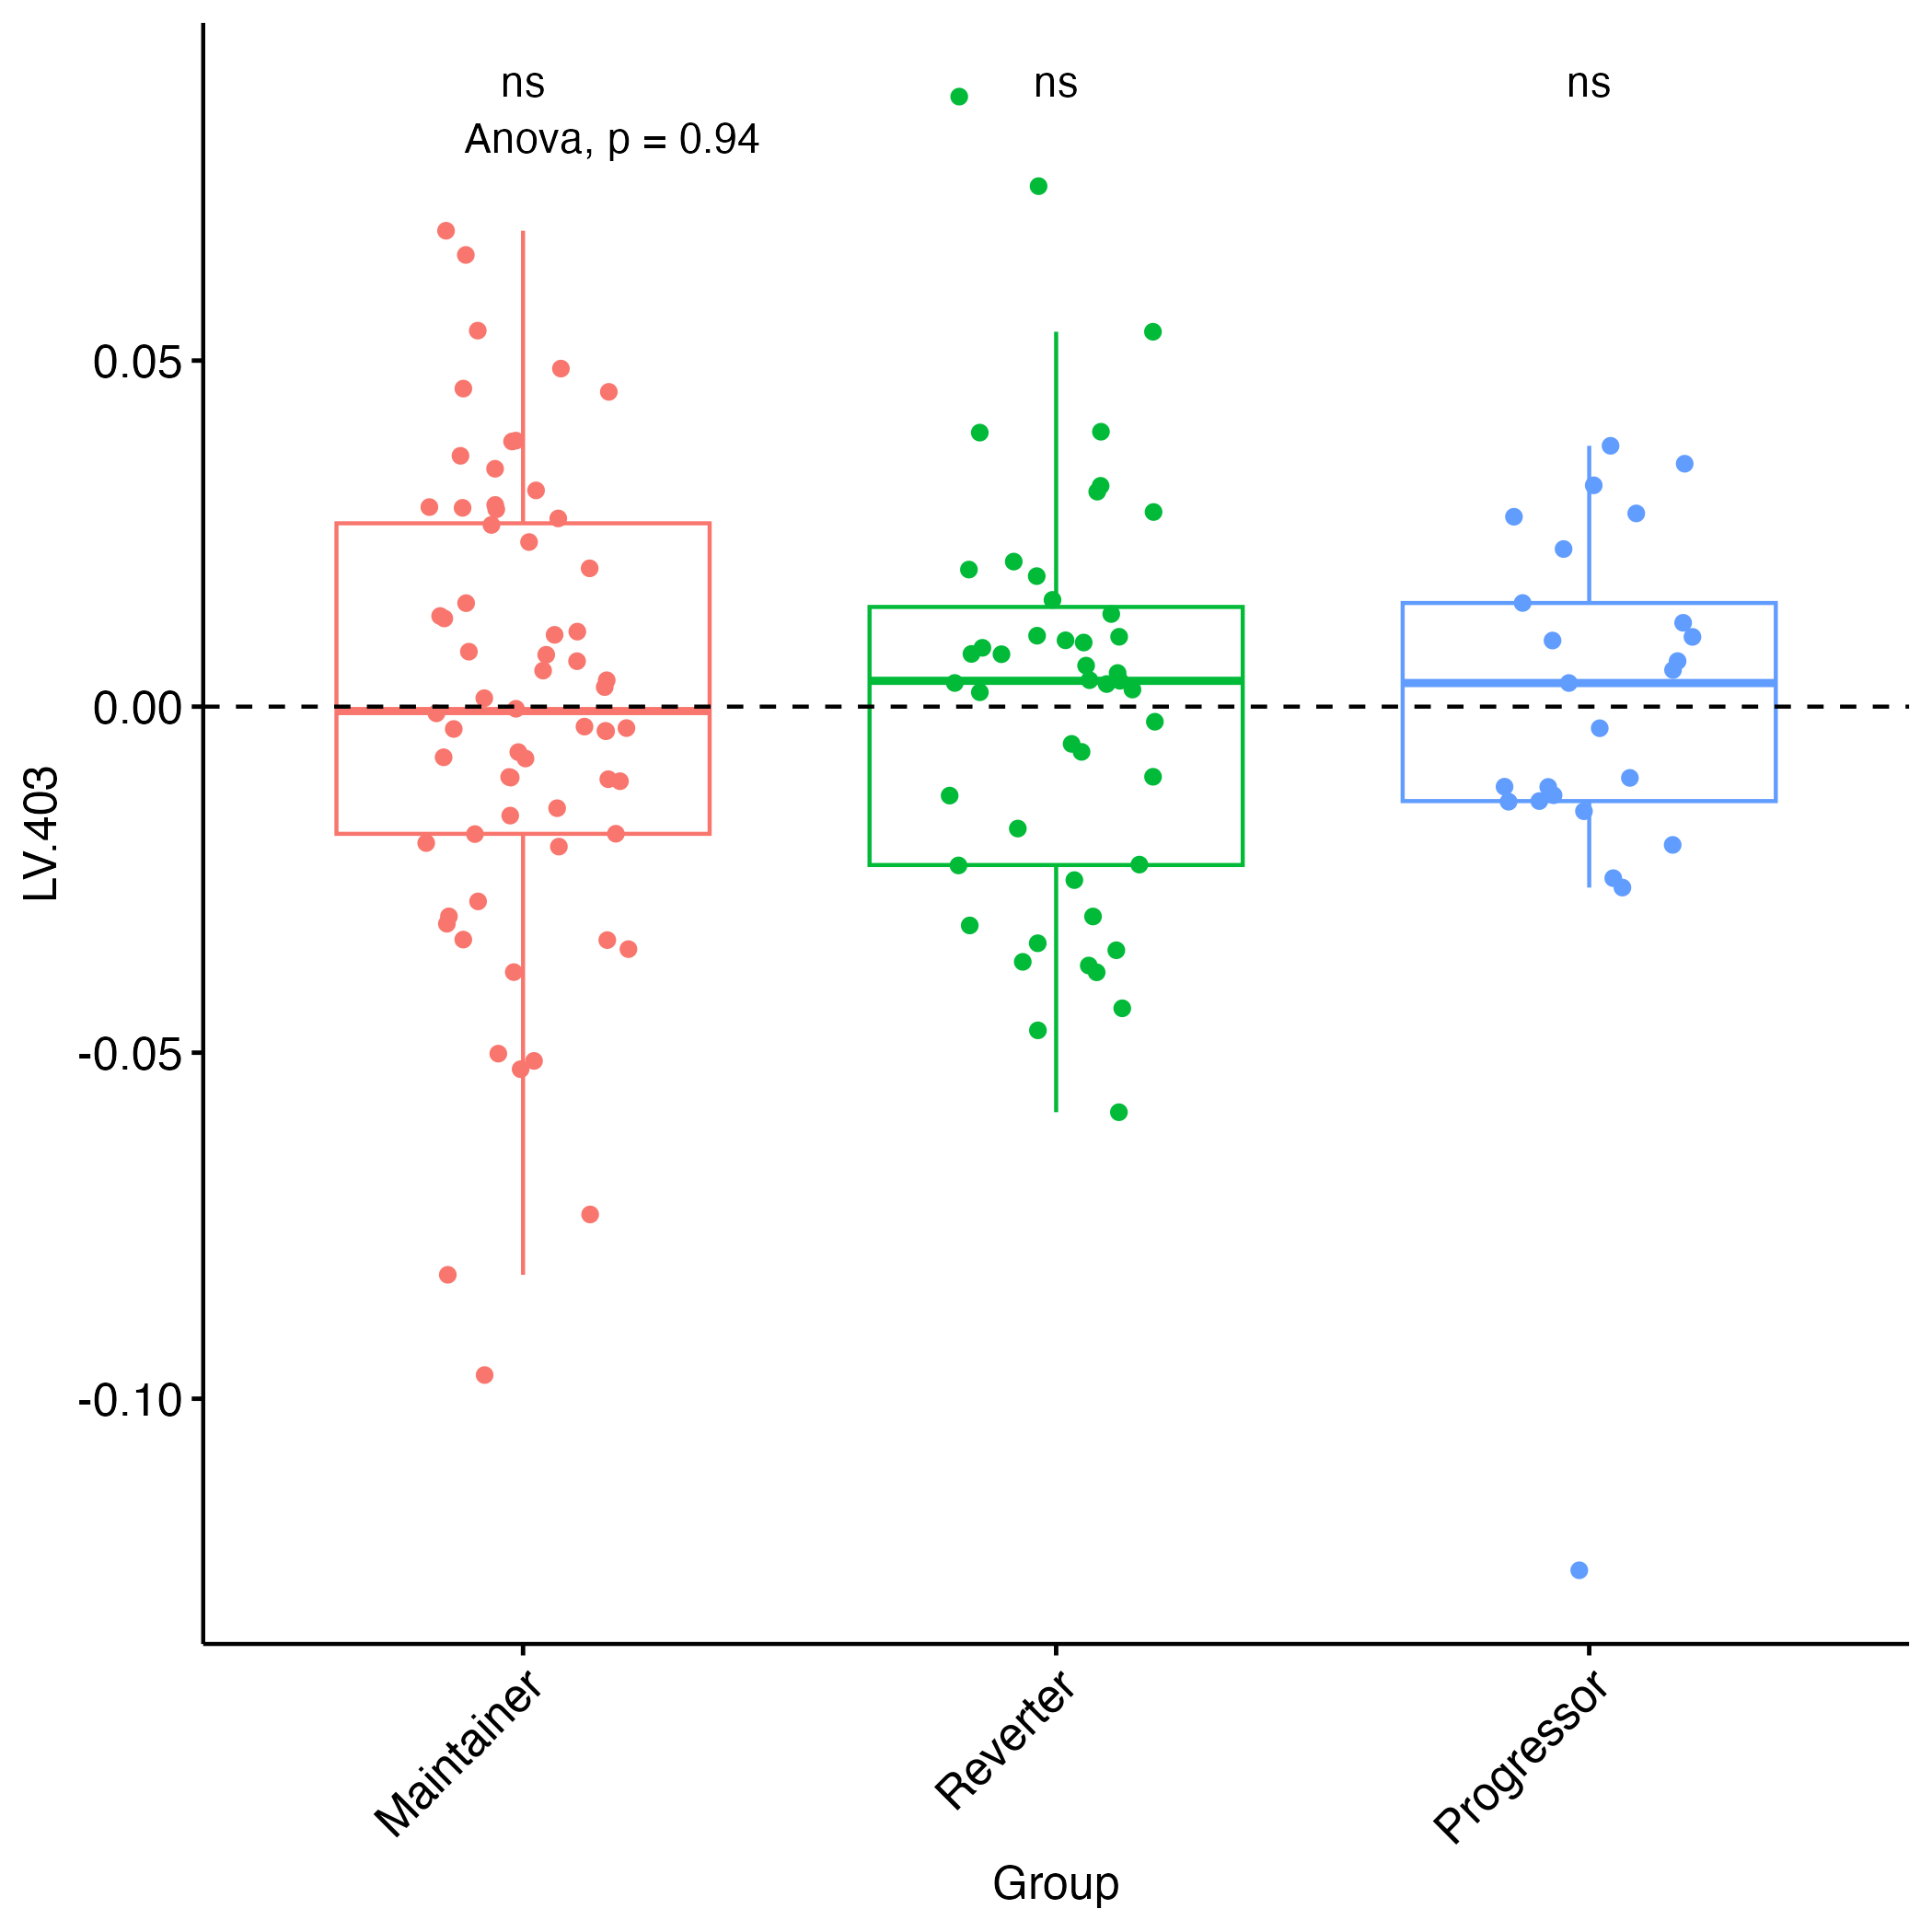 ns ns ns
Anova, p = 0.94
0.05
0.00
-0.05
-0.10
LV.403
Maintainer
Reverter
Progressor
Group